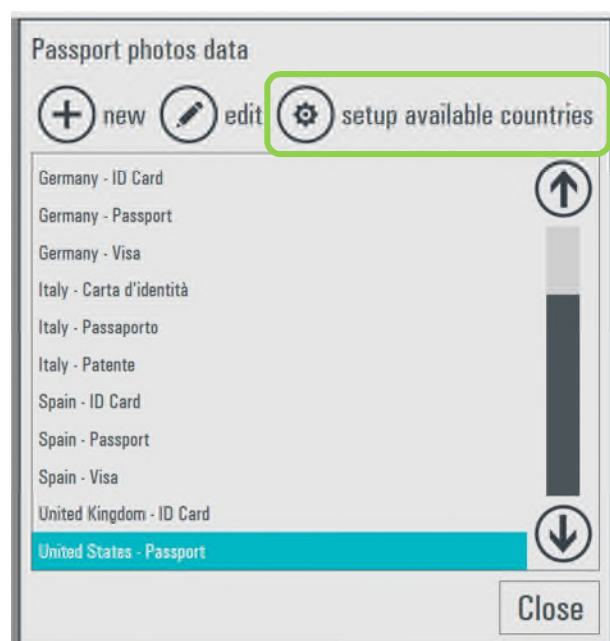 Passport photos data
new edit setup available countries
Germany - ID Card
Germany - Passport
Germany - Visa
Italy - Carta d'identità
Italy - Passaporto
Italy - Patente
Spain - ID Card
Spain - Passport
Spain - Visa
United Kingdom - ID Card
United States - Passport
Close